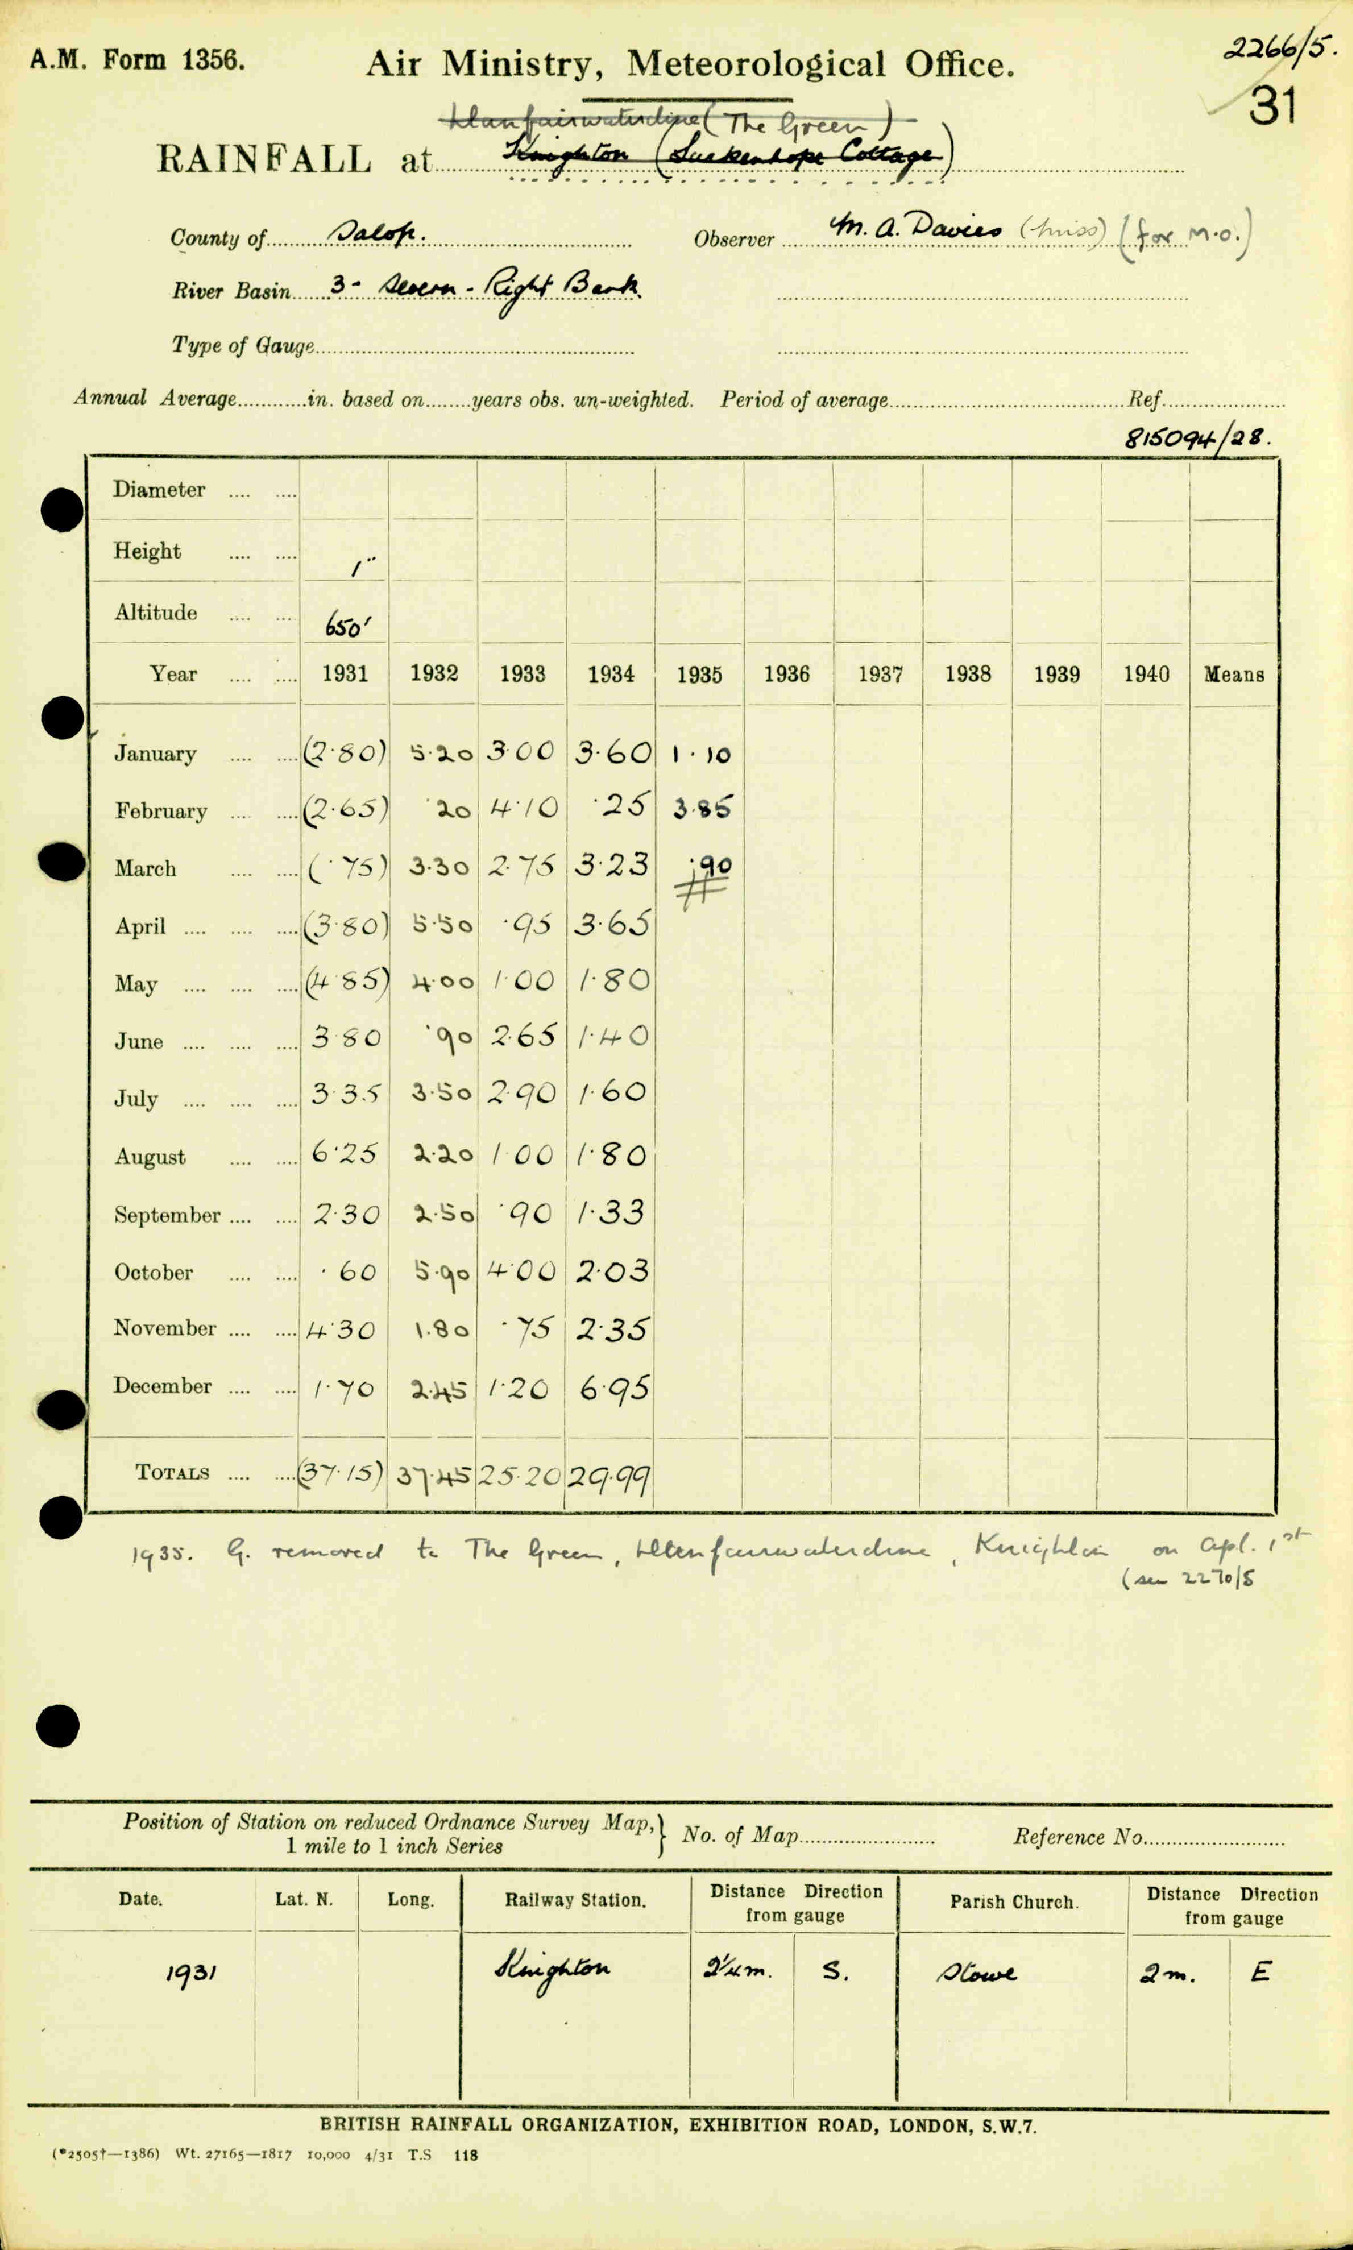 A.M. Form 1356.
Air Ministry, Meteorological Office.
2266/5.
31
Llanfairwaterdine (The Green)
RAINFALL at Knighton (Luckenhope Cottage)
County of Salop. Observer M. A. Davies (Miss) (for M.O.)
River Basin 3- Severn - Right Bank.
Type of Gauge
Annual Average in. based on years obs. un-weighted. Period of average Ref.
815094/28.
Diameter
Height 1"
Altitude 650'
Year 1931 1932 1933 1934 1935 1936 1937 1938 1939 1940 Means
January (2·80) 5·20 3·00 3·60 1·10
February (2·65) ·20 4·10 ·25 3·85
March (·75) 3·30 2·75 3·23 ·90
April (3·80) 5·50 ·95 3·65
May (4·85) 4·00 1·00 1·80
June 3·80 ·90 2·65 1·40
July 3·35 3·50 2·90 1·60
August 6·25 2·20 1·00 1·80
September 2·30 2·50 ·90 1·33
October ·60 5·90 4·00 2·03
November 4·30 1·80 ·75 2·35
December 1·70 2·45 1·20 6·95
TOTALS (37·15) 37·45 25·20 29·99
1935. G. removed to The Green, Llanfairwaterdine, Knighton on Apl. 1st
(see 2270/5
Position of Station on reduced Ordnance Survey Map, 1 mile to 1 inch Series } No. of Map Reference No.
Date. Lat. N. Long. Railway Station. Distance Direction from gauge Parish Church. Distance Direction from gauge
1931 Knighton 2¼m. S. Stowe 2m. E
BRITISH RAINFALL ORGANIZATION, EXHIBITION ROAD, LONDON, S.W.7.
(*2505†—1386) Wt. 27165—1817 10,000 4/31 T.S 118